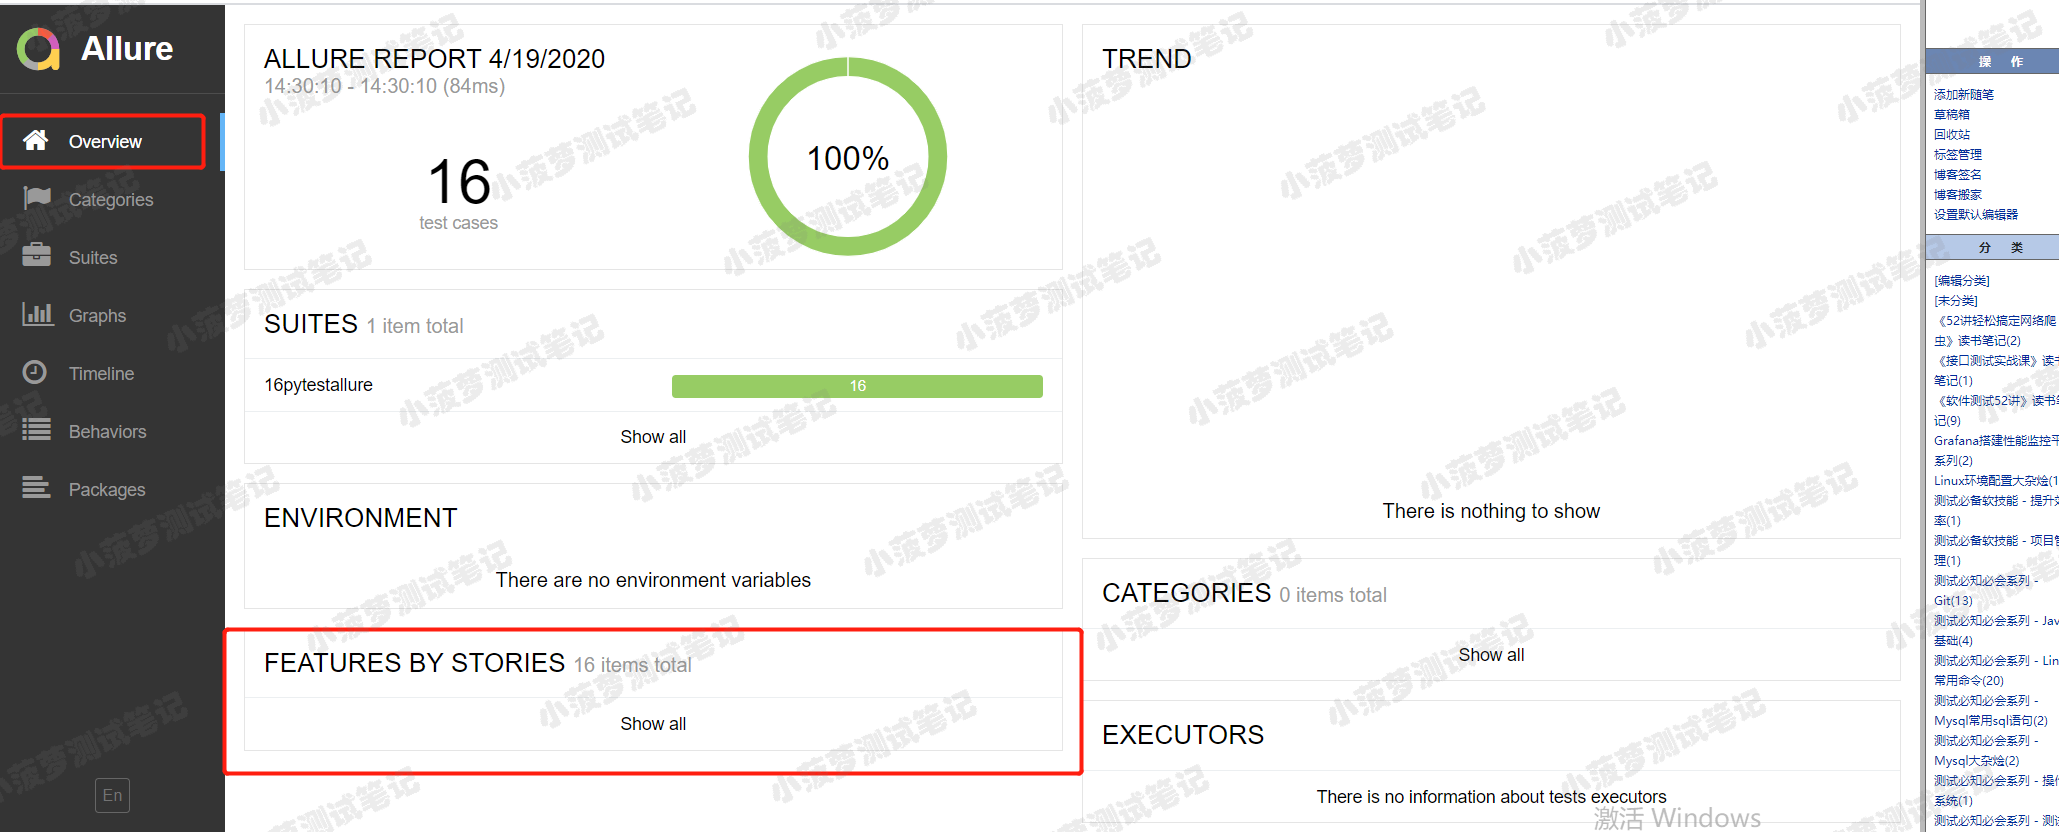 Allure
Overview
Categories
Suites
Graphs
Timeline
Behaviors
Packages
En
ALLURE REPORT 4/19/2020
14:30:10 - 14:30:10 (84ms)
16
test cases
100%
SUITES 1 item total
16pytestallure
16
Show all
ENVIRONMENT
There are no environment variables
FEATURES BY STORIES 16 items total
Show all
TREND
There is nothing to show
CATEGORIES 0 items total
Show all
EXECUTORS
There is no information about tests executors
激活 Windows
小菠萝测试笔记
操 作
添加新随笔
草稿箱
回收站
标签管理
博客签名
博客搬家
设置默认编辑器
分 类
[编辑分类]
[未分类]
《52讲轻松搞定网络爬
虫》读书笔记(2)
《接口测试实战课》读书
笔记(1)
《软件测试52讲》读书笔
记(9)
Grafana搭建性能监控平
系列(2)
Linux环境配置大杂烩(1
测试必备软技能 - 提升效
率(1)
测试必备软技能 - 项目管
理(1)
测试必知必会系列 -
Git(13)
测试必知必会系列 - Jav
基础(4)
测试必知必会系列 - Lin
常用命令(20)
测试必知必会系列 -
Mysql常用sql语句(2)
测试必知必会系列 -
Mysql大杂烩(2)
测试必知必会系列 - 操作
系统(1)
测试必知必会系列 - 测试